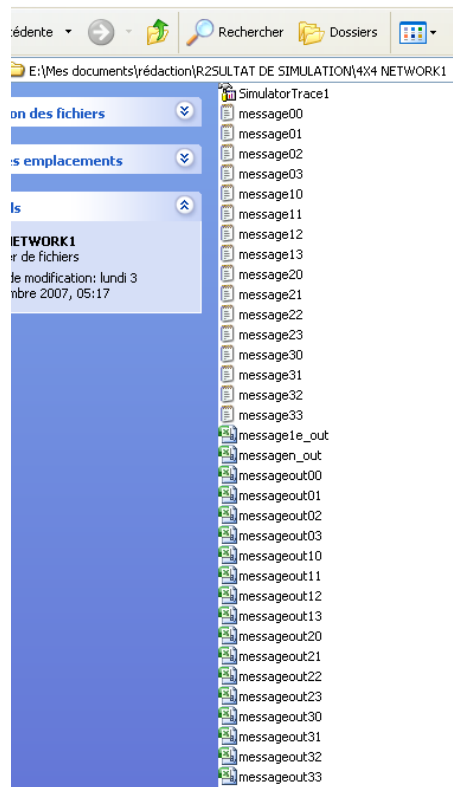 Rechercher Dossiers
E:\Mes documents\rédaction\R2SULTAT DE SIMULATION\4X4 NETWORK1
on des fichiers
s emplacements
ls
ETWORK1
r de fichiers
de modification: lundi 3
mbre 2007, 05:17
SimulatorTrace1
message00
message01
message02
message03
message10
message11
message12
message13
message20
message21
message22
message23
message30
message31
message32
message33
message1e_out
messagen_out
messageout00
messageout01
messageout02
messageout03
messageout10
messageout11
messageout12
messageout13
messageout20
messageout21
messageout22
messageout23
messageout30
messageout31
messageout32
messageout33